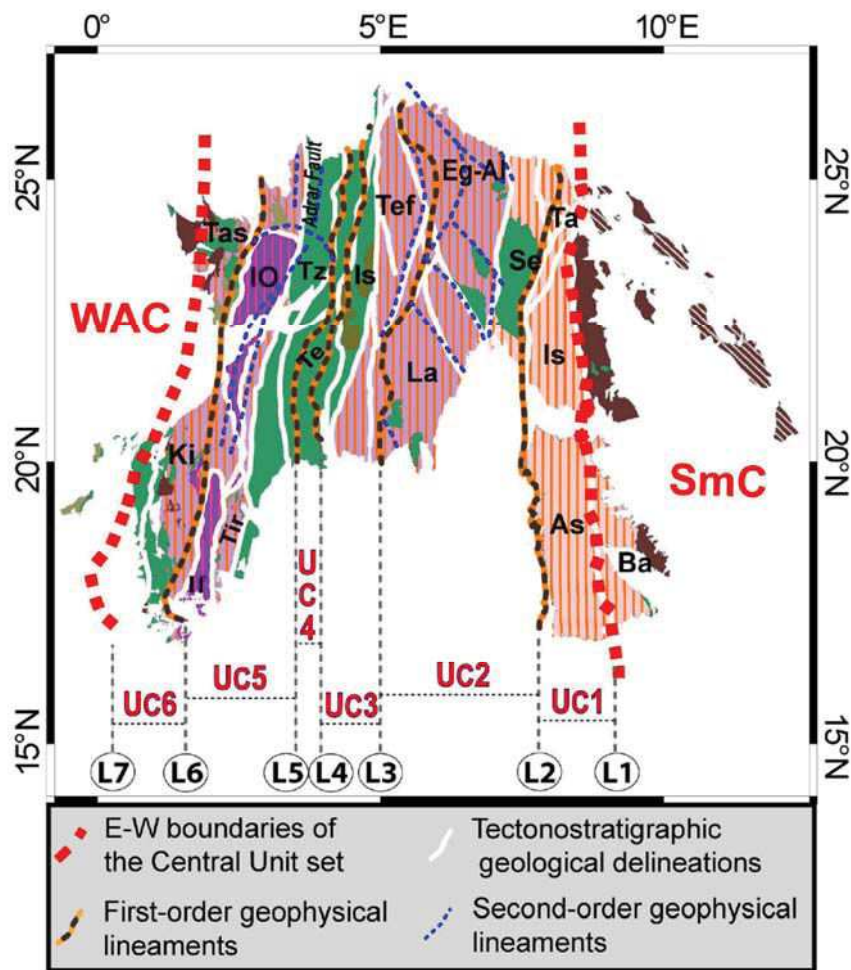 0°
5°E
10°E
25°N
25°N
Adrar Fault
Eg-Al
Tas
Tef
Ta
IO
Tz
Is
Se
WAC
Te
Is
La
20°N
20°N
Ki
SmC
Tir
As
Ba
II
UC4
UC6
UC5
UC3
UC2
UC1
15°N
15°N
L7
L6
L5
L4
L3
L2
L1
E-W boundaries of
the Central Unit set
Tectonostratigraphic
geological delineations
First-order geophysical
lineaments
Second-order geophysical
lineaments